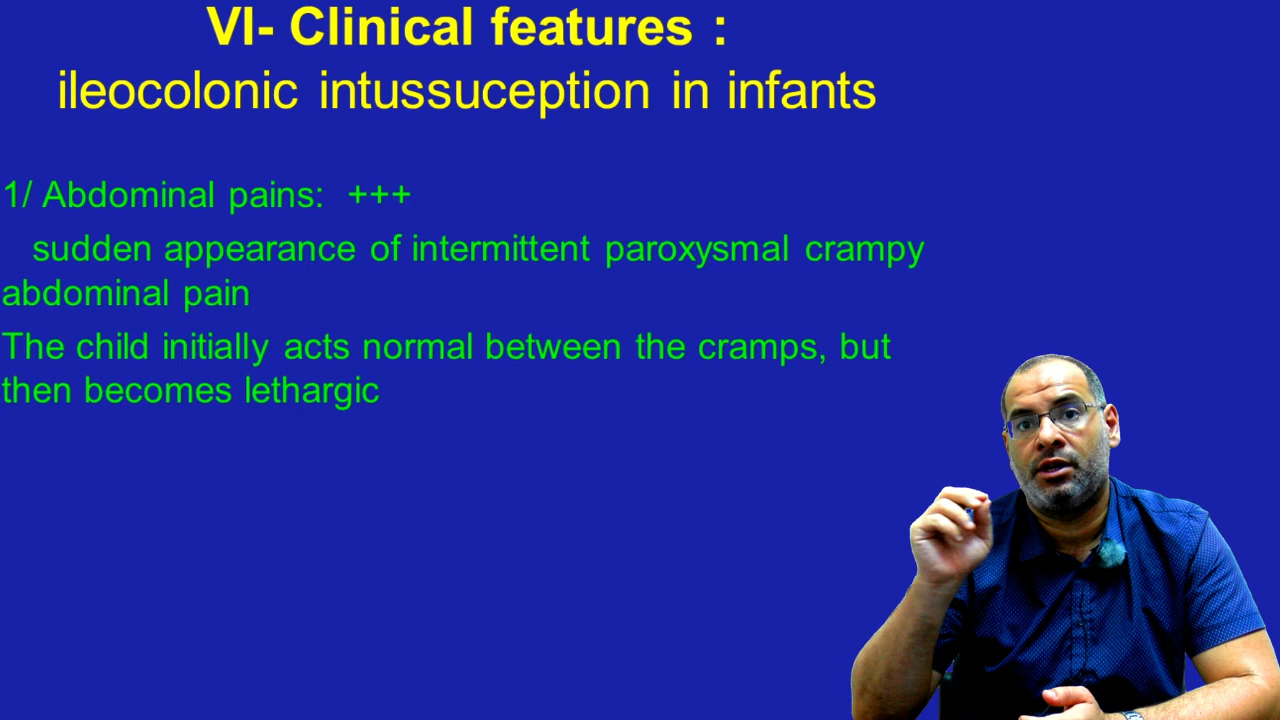 VI- Clinical features :
ileocolonic intussuception in infants
1/ Abdominal pains: +++
sudden appearance of intermittent paroxysmal crampy
abdominal pain
The child initially acts normal between the cramps, but
then becomes lethargic